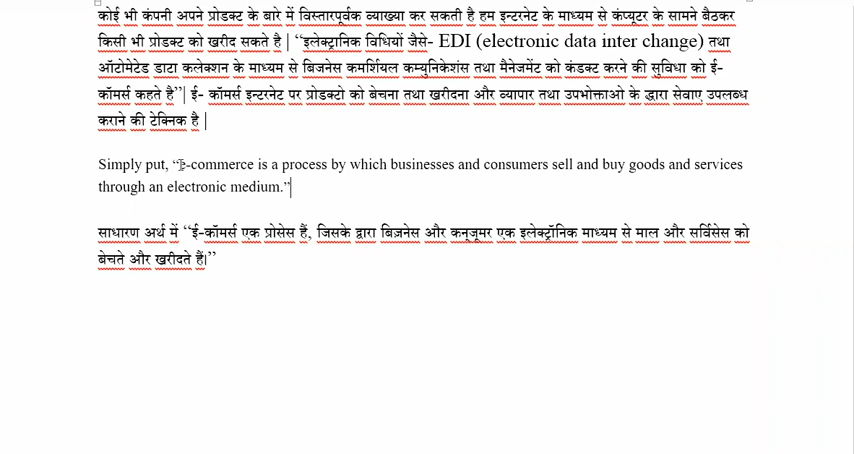 कोई भी कंपनी अपने प्रोडक्ट के बारे में विस्तारपूर्वक व्याख्या कर सकती है हम इन्टरनेट के माध्यम से कंप्यूटर के सामने बैठकर
किसी भी प्रोडक्ट को खरीद सकते है | “इलेक्ट्रानिक विधियों जैसे- EDI (electronic data inter change) तथा
ऑटोमेटेड डाटा कलेक्शन के माध्यम से बिजनेस कमर्शियल कम्युनिकेशंस तथा मैनेजमेंट को कंडक्ट करने की सुविधा को ई-
कॉमर्स कहते है”| ई- कॉमर्स इन्टरनेट पर प्रोडक्टो को बेचना तथा खरीदना और व्यापार तथा उपभोक्ताओ के द्धारा सेवाए उपलब्ध
कराने की टेक्निक है |
Simply put, “E-commerce is a process by which businesses and consumers sell and buy goods and services
through an electronic medium.”
साधारण अर्थ में “ई-कॉमर्स एक प्रोसेस हैं, जिसके द्वारा बिज़नेस और कनज़ूमर एक इलेक्ट्रॉनिक माध्यम से माल और सर्विसेस को
बेचते और खरीदते हैं।”